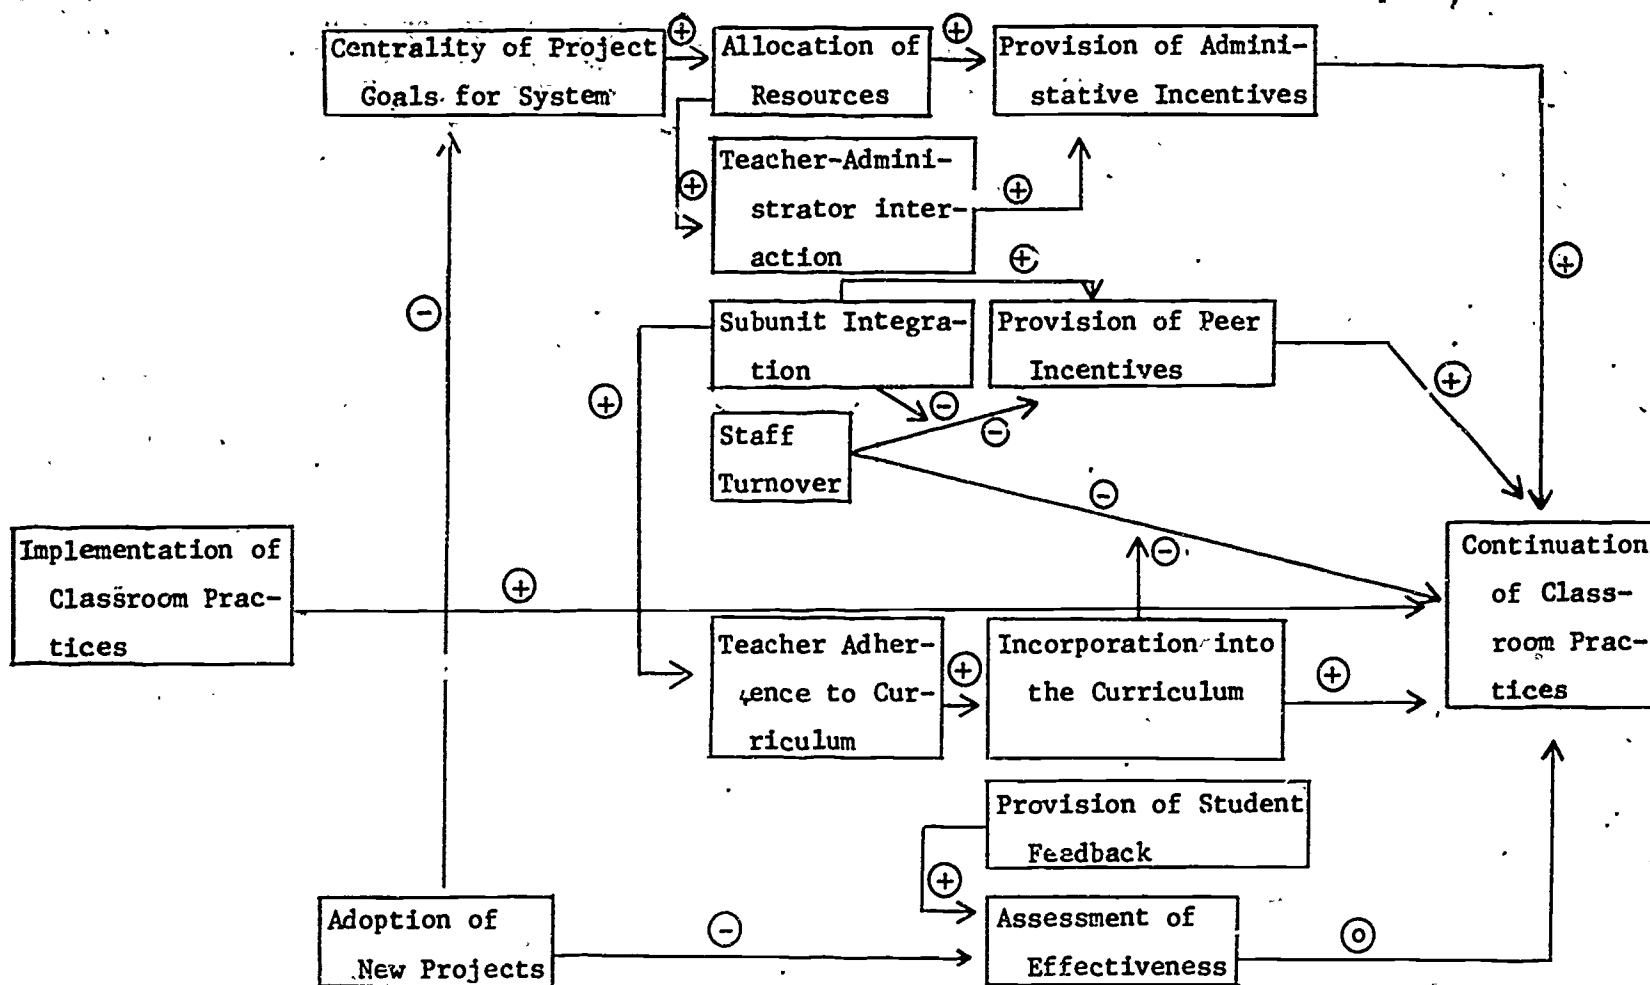 Centrality of Project
Goals for System
Allocation of
Resources
Provision of Admini-
stative Incentives
Teacher-Admini-
strator inter-
action
Subunit Integra-
tion
Provision of Peer
Incentives
Staff
Turnover
Implementation of
Classroom Prac-
tices
Continuation
of Class-
room Prac-
tices
Teacher Adher-
ence to Cur-
riculum
Incorporation into
the Curriculum
Provision of Student
Feedback
Adoption of
New Projects
Assessment of
Effectiveness
+
+
+
+
+
+
+
+
-
-
-
-
-
+
+
+
+
-
o